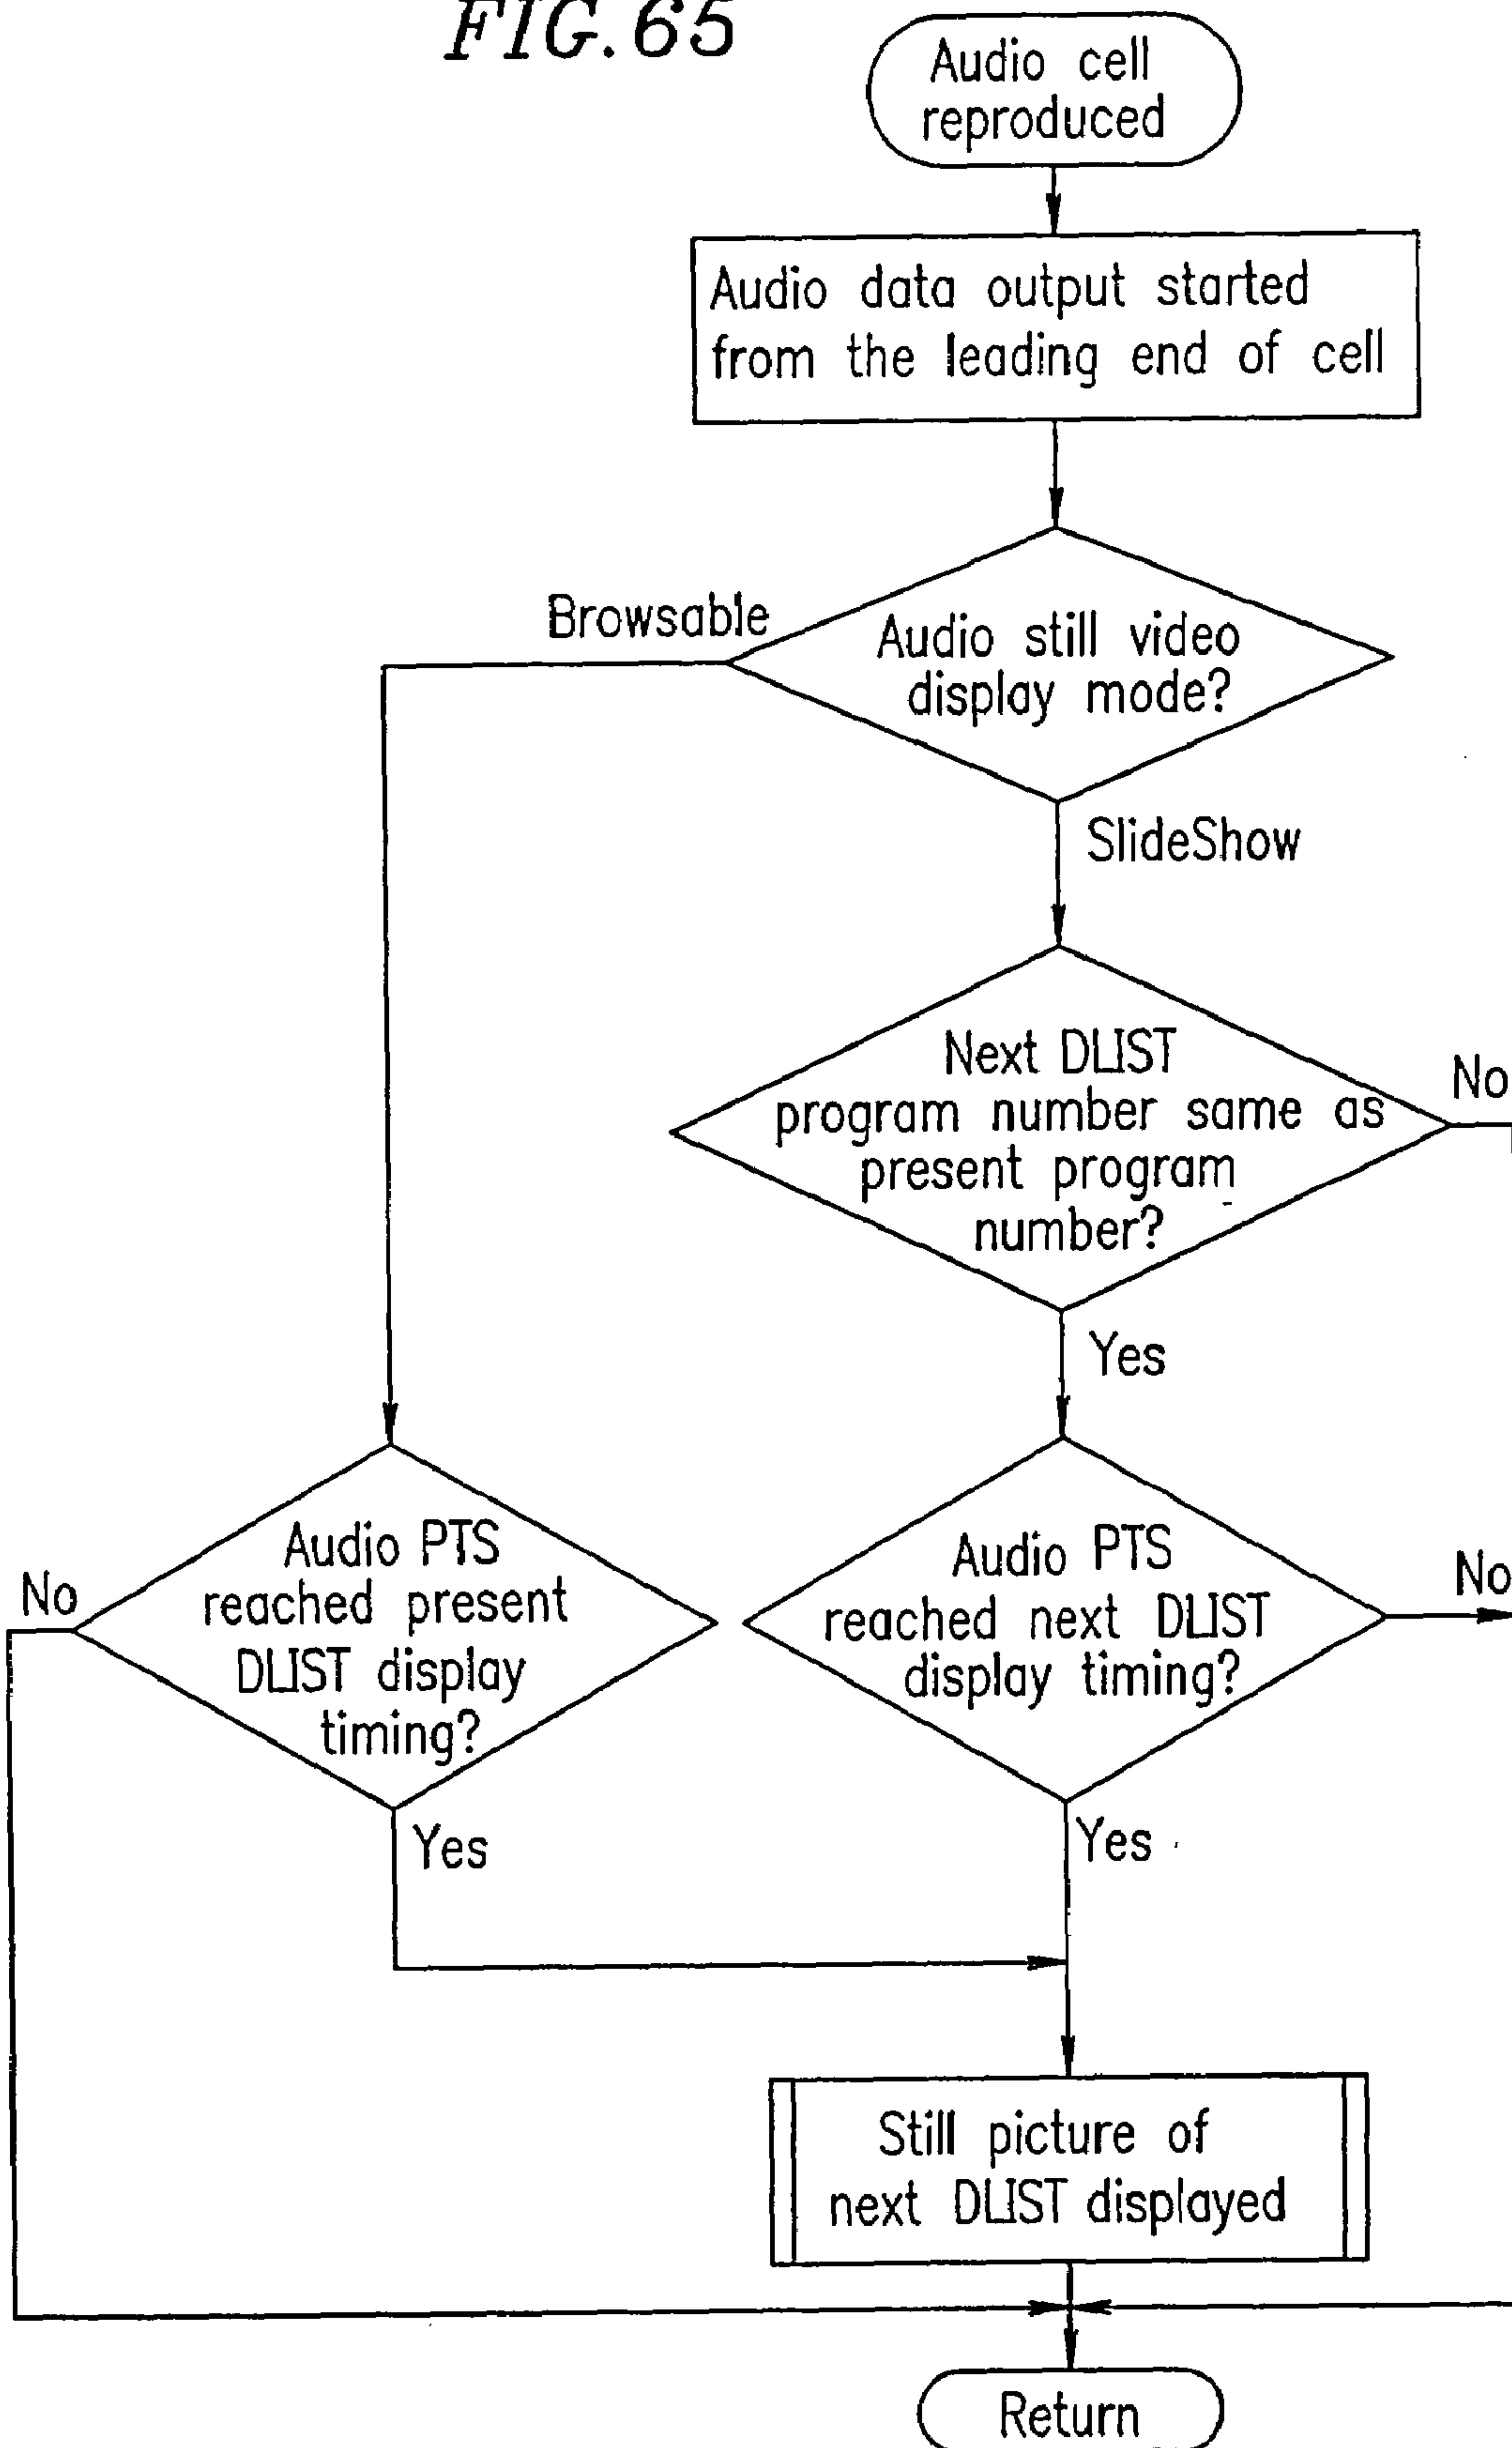 FIG.65
Audio cell
reproduced
Audio data output started
from the leading end of cell
Browsable
Audio still video
display mode?
SlideShow
Next DLIST
program number same as
present program
number?
No
Yes
No
Audio PTS
reached present
DLIST display
timing?
Audio PTS
reached next DLIST
display timing?
No
Yes
Yes
Still picture of
next DLIST displayed
Return